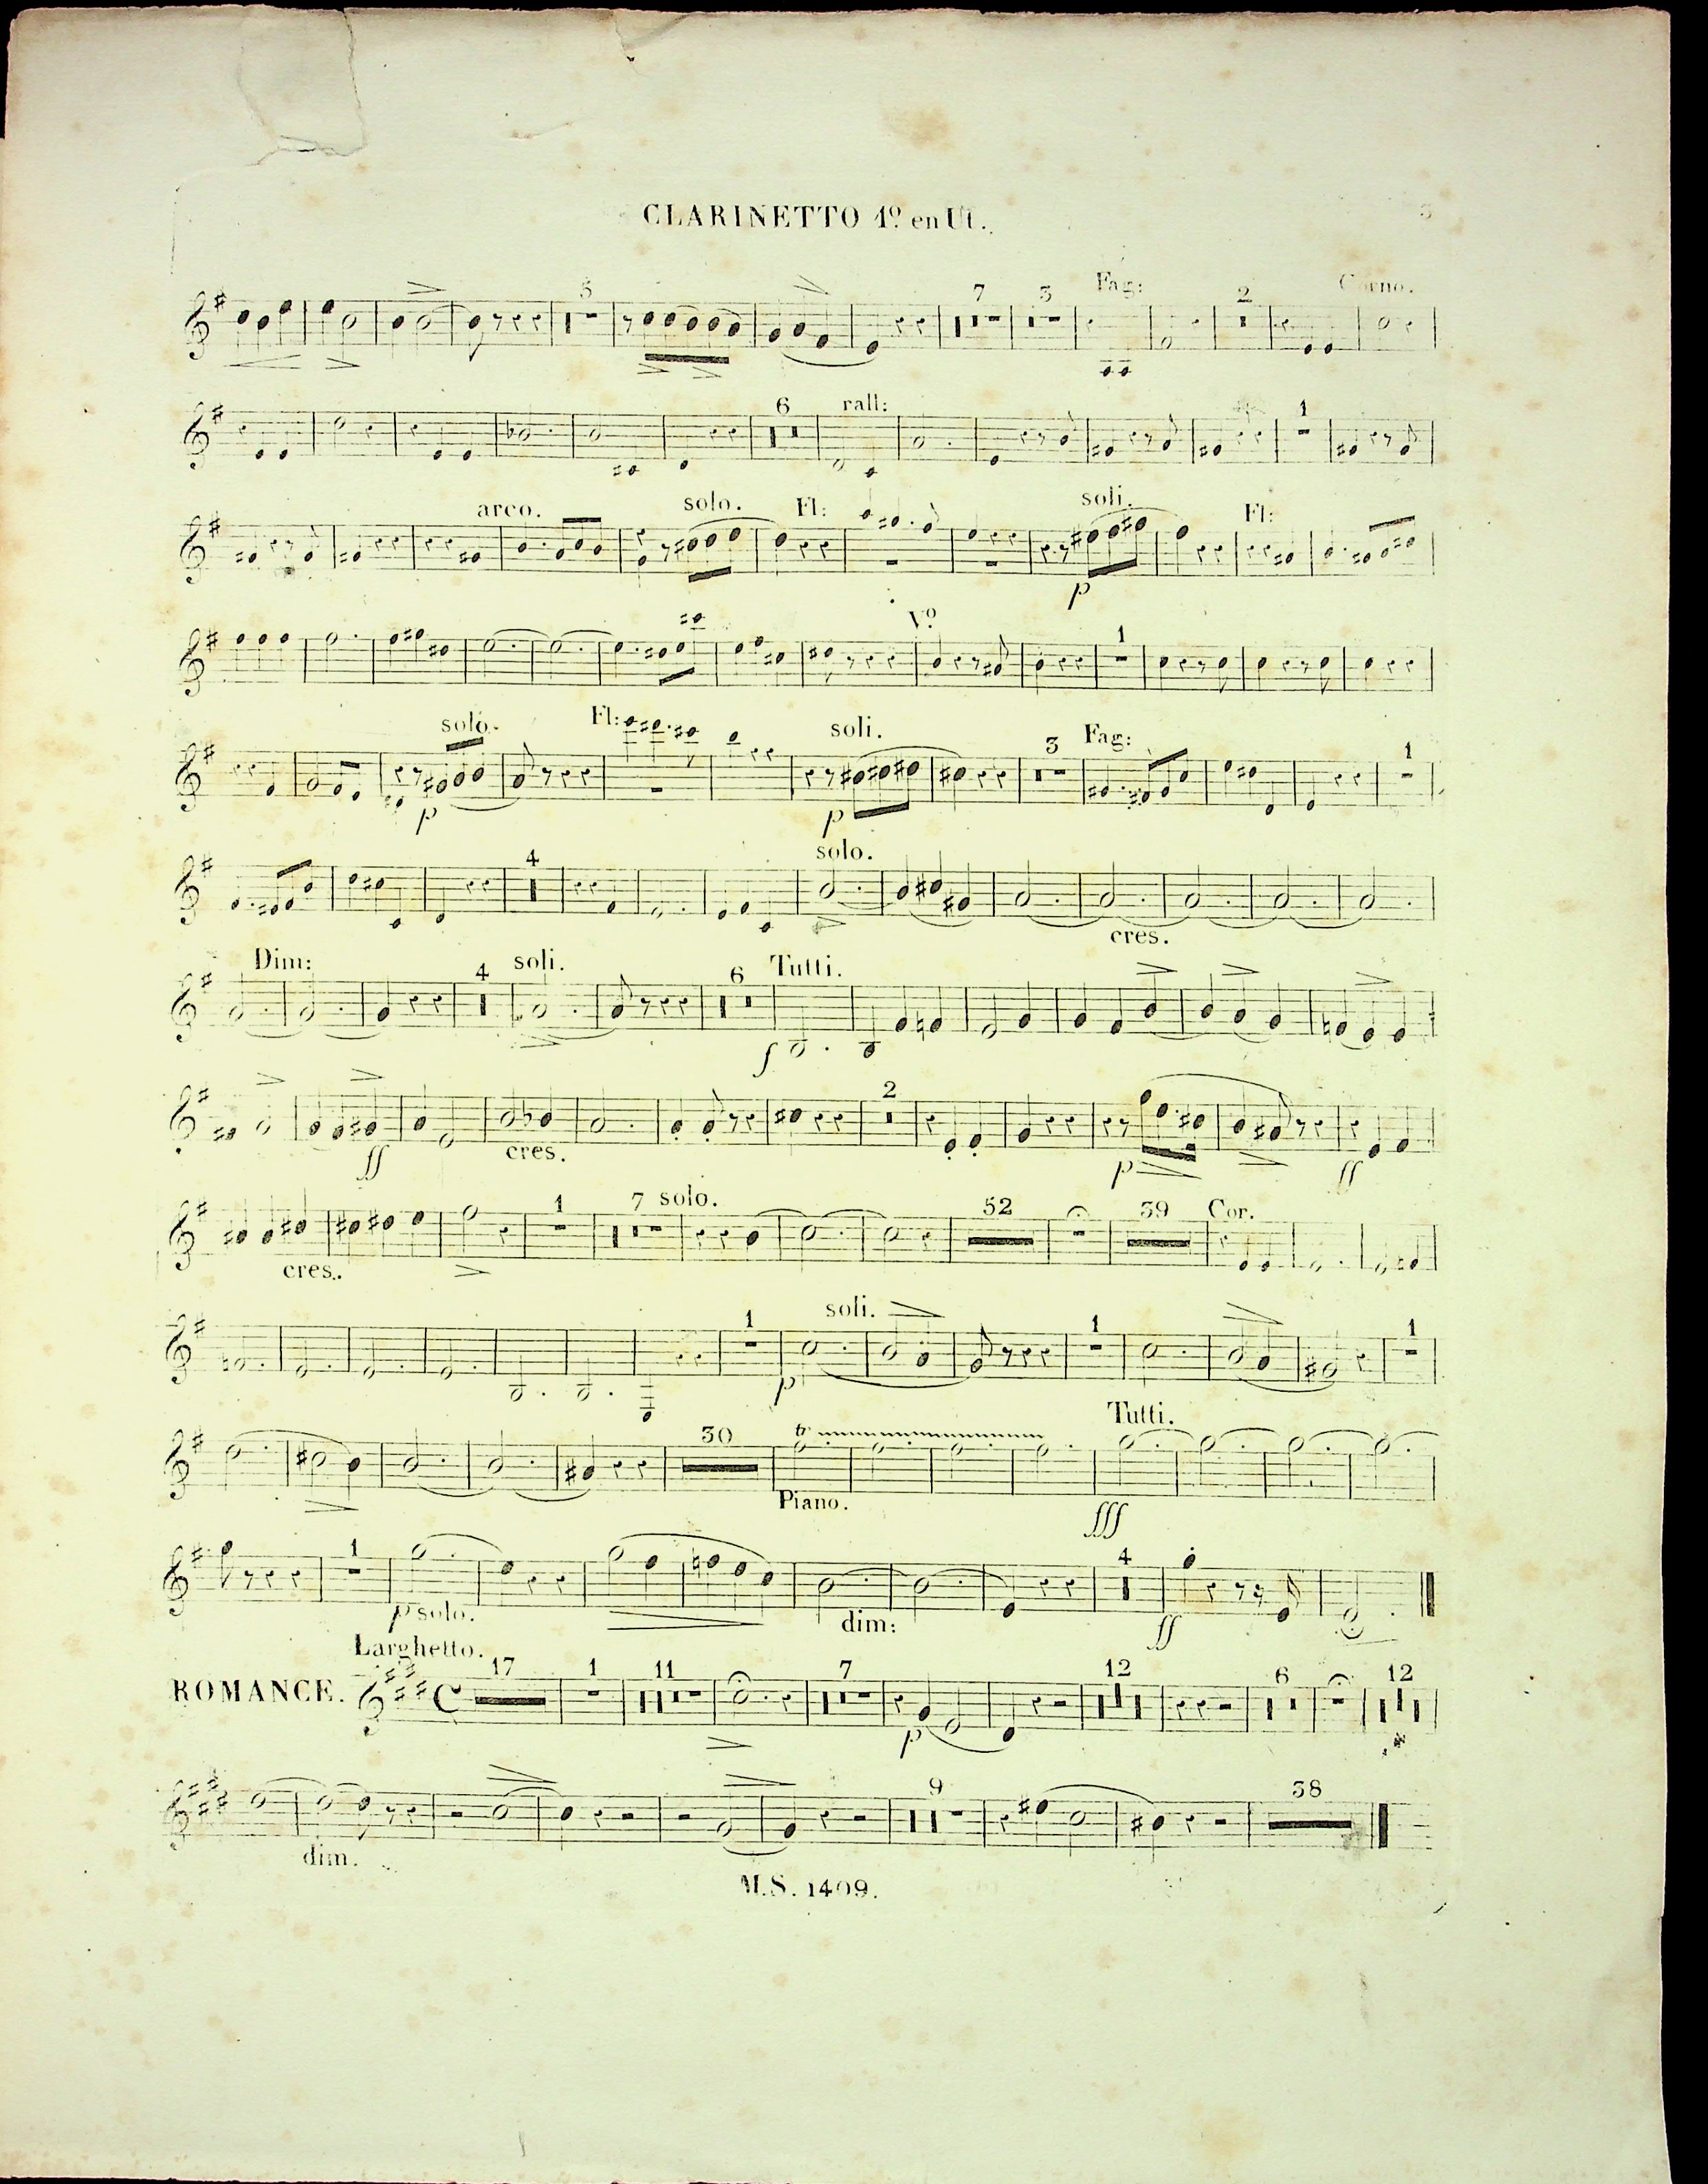 CLARINETTO 1º en Ut. 3
5 7 3 Fag: 2 Corno.
6 rall: 1
arco. solo. Fl: soli. Fl:
p
Vº 1
solo. Fl: soli. 3 Fag: 1
p p
4 solo.
cres.
Dim: 4 soli. 6 Tutti.
f
2
ff cres. p ff
1 7 solo. 52 39 Cor.
cres.
1 soli. 1 1
p
30 tr Tutti.
Piano. fff
1 4
p solo. dim: ff
Larghetto.
ROMANCE. C 17 1 11 7 12 6 12
p
9 38
dim.
M.S. 1409.